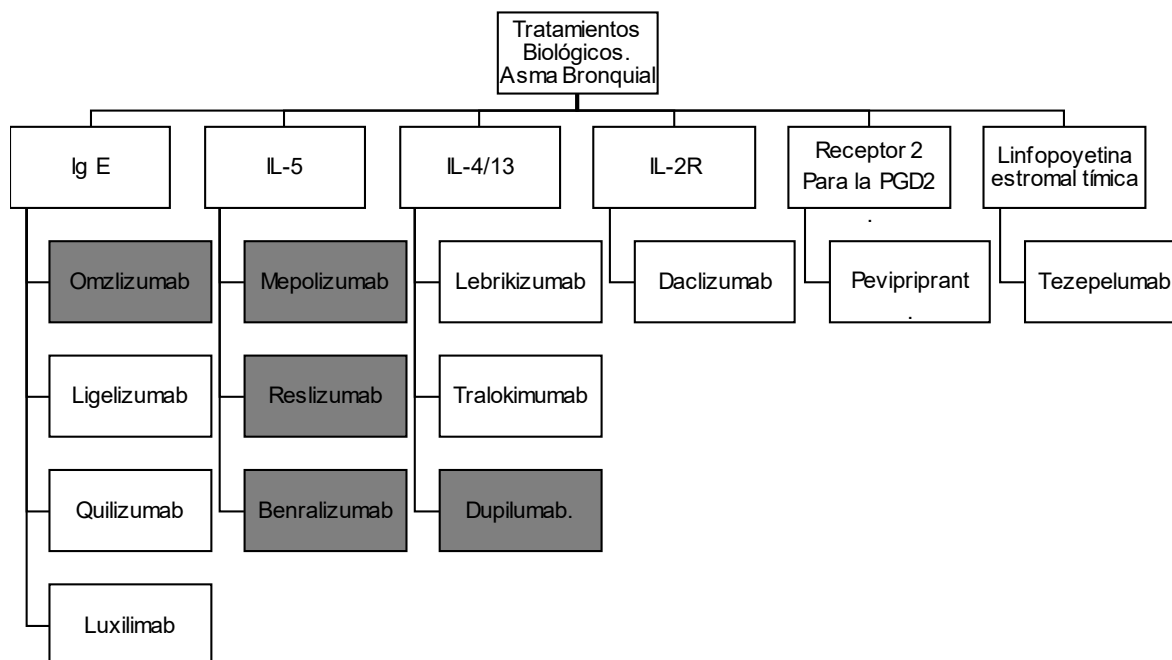 Tratamientos
Biológicos.
Asma Bronquial
Ig E
IL-5
IL-4/13
IL-2R
Receptor 2
Para la PGD2
.
Linfopoyetina
estromal tímica
Omzlizumab
Mepolizumab
Lebrikizumab
Daclizumab
Pevipriprant
.
Tezepelumab
Ligelizumab
Reslizumab
Tralokimumab
Quilizumab
Benralizumab
Dupilumab.
Luxilimab